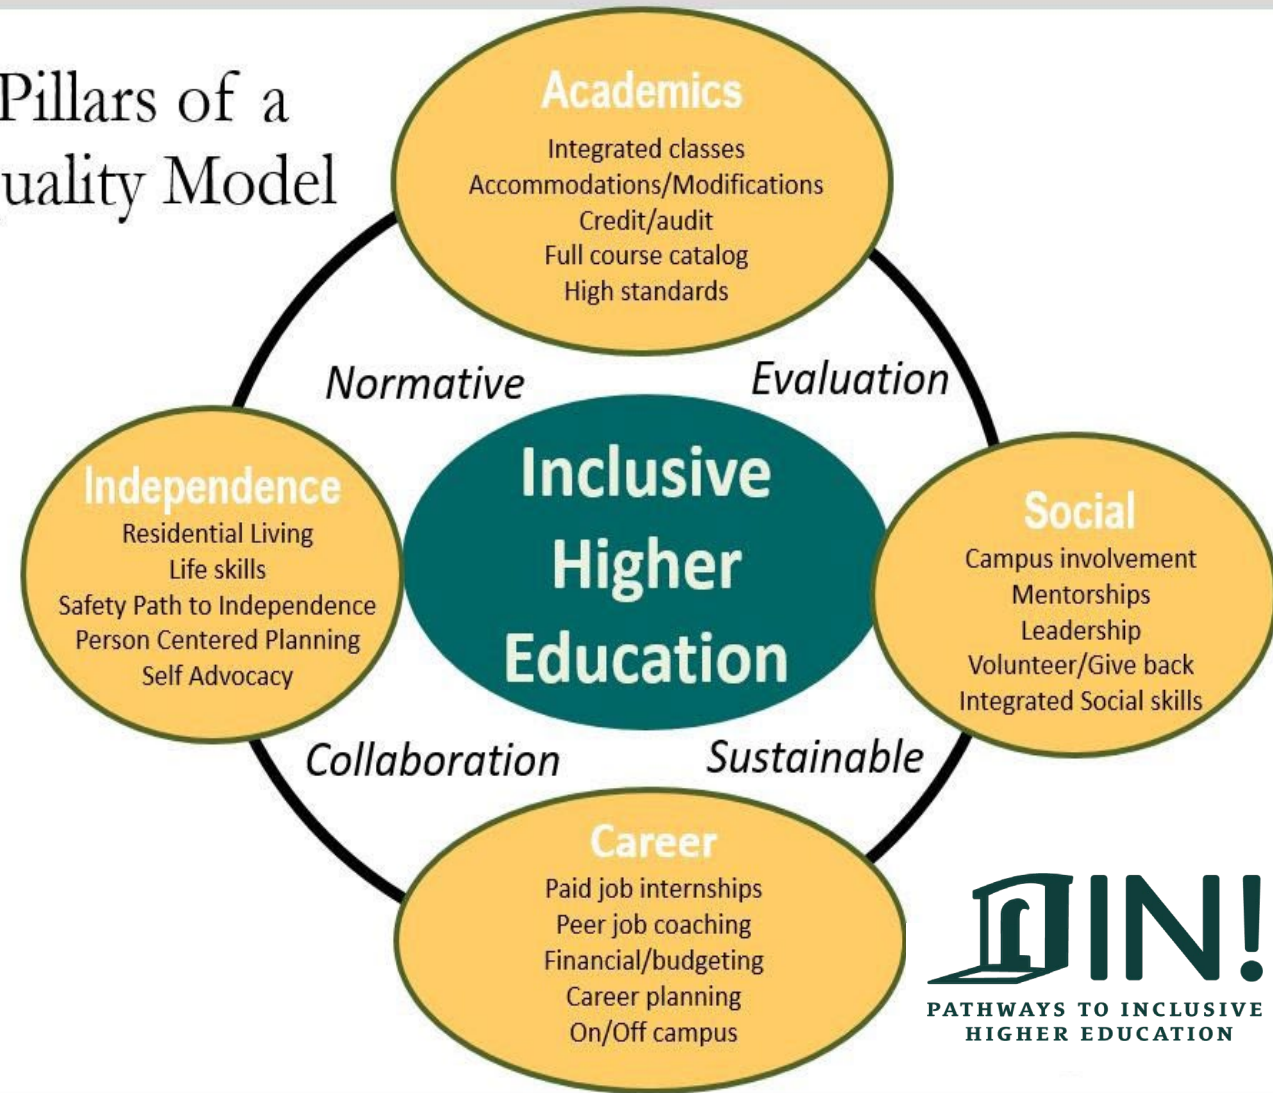 Pillars of a
uality Model
Academics
Integrated classes
Accommodations/Modifications
Credit/audit
Full course catalog
High standards
Normative
Evaluation
Inclusive
Higher
Education
Independence
Residential Living
Life skills
Safety Path to Independence
Person Centered Planning
Self Advocacy
Social
Campus involvement
Mentorships
Leadership
Volunteer/Give back
Integrated Social skills
Collaboration
Sustainable
Career
Paid job internships
Peer job coaching
Financial/budgeting
Career planning
On/Off campus
IN!
PATHWAYS TO INCLUSIVE
HIGHER EDUCATION